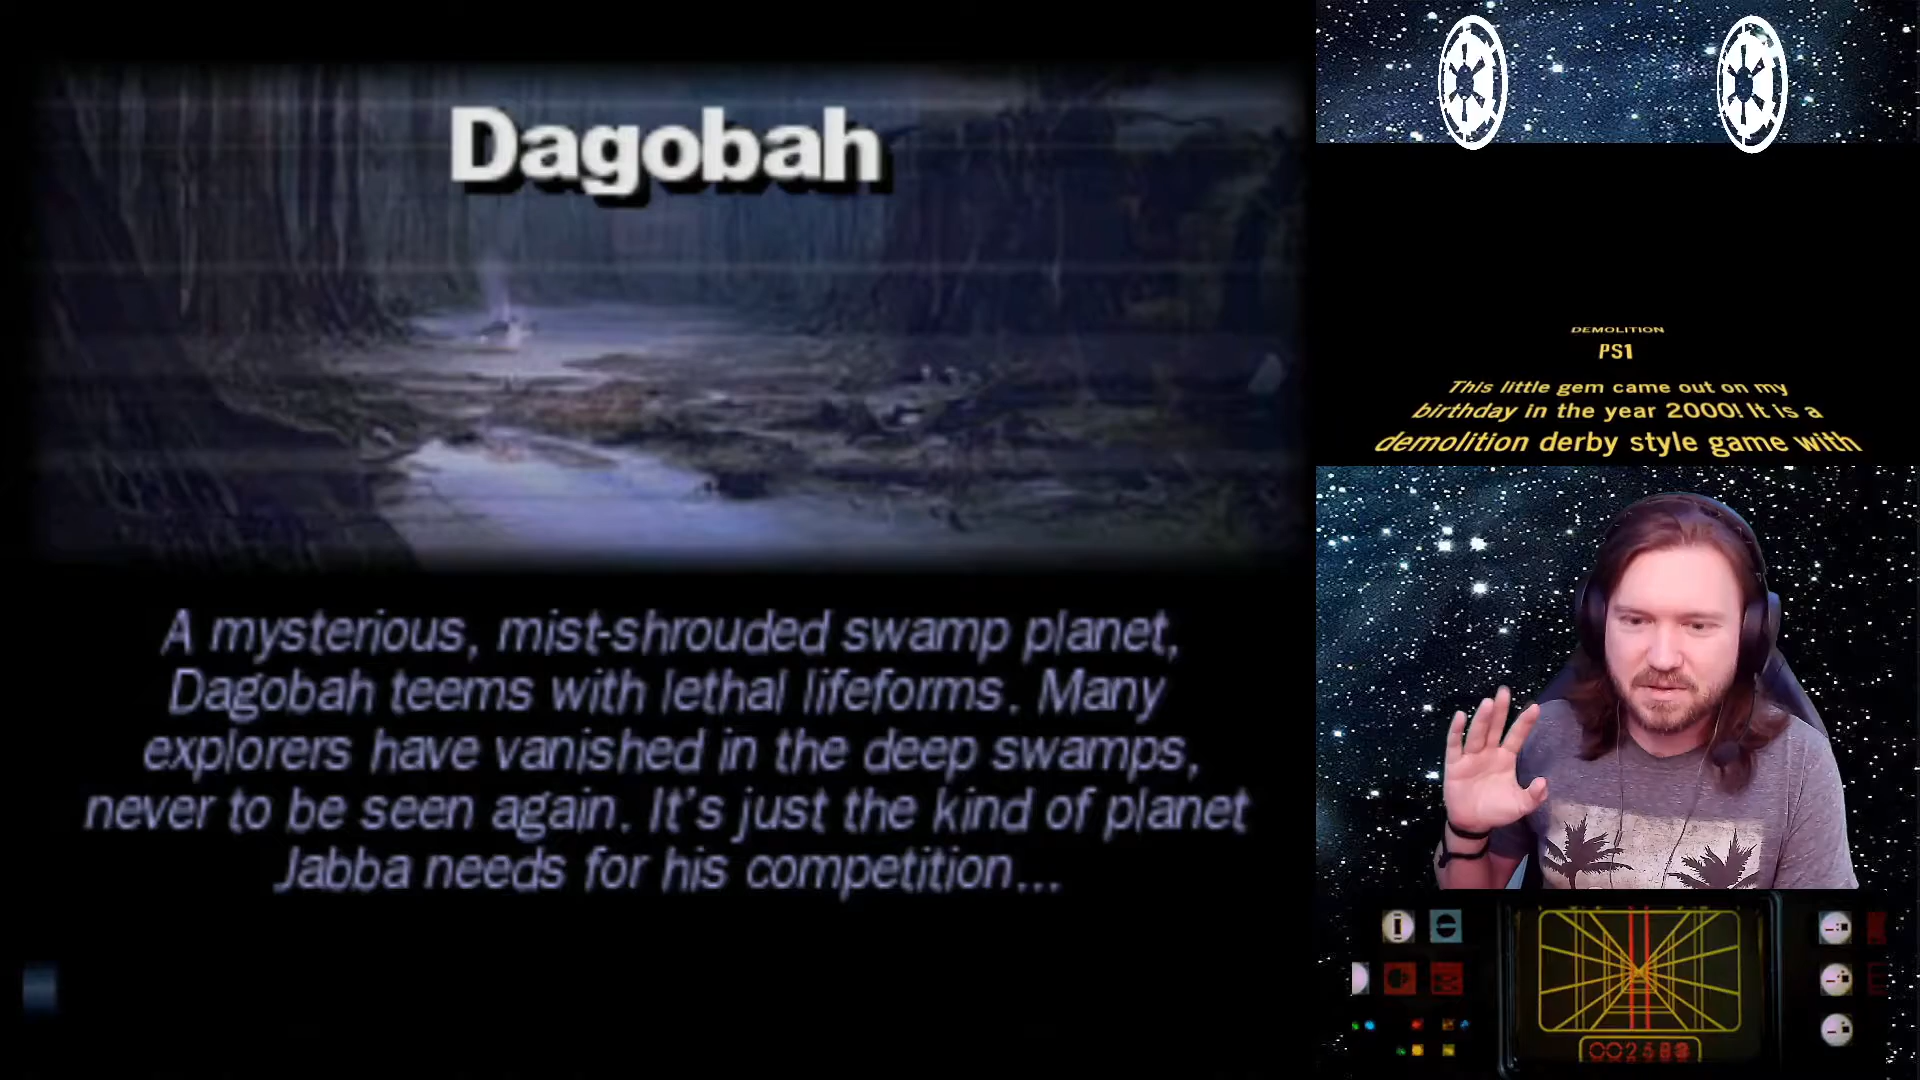 Dagobah
A mysterious, mist-shrouded swamp planet,
Dagobah teems with lethal lifeforms. Many
explorers have vanished in the deep swamps,
never to be seen again. It's just the kind of planet
Jabba needs for his competition...
DEMOLITION
PS1
This little gem came out on my
birthday in the year 2000! It is a
demolition derby style game with